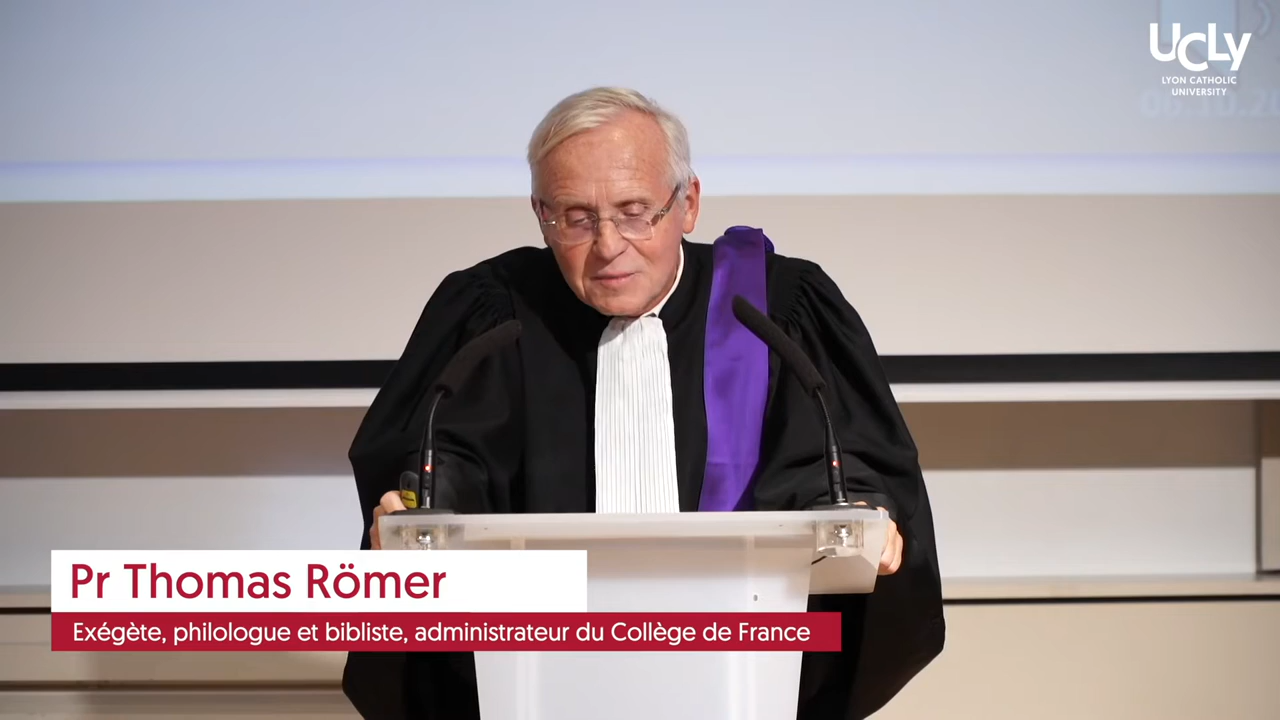 UCLy
LYON CATHOLIC
UNIVERSITY
Pr Thomas Römer
Exégète, philologue et bibliste, administrateur du Collège de France